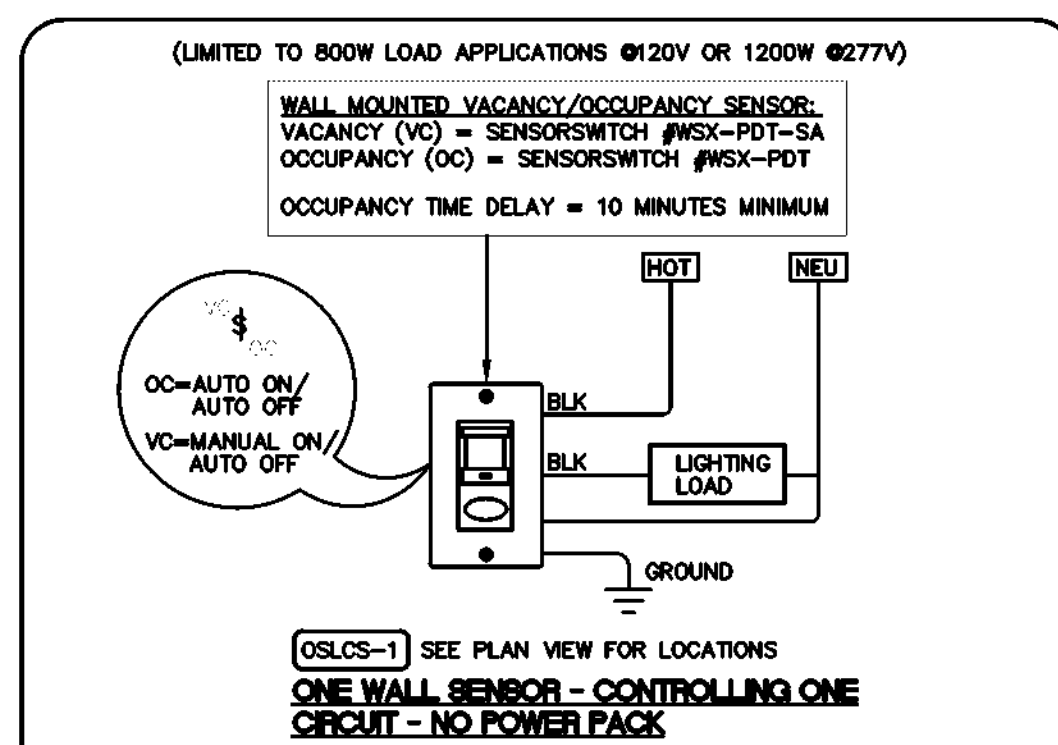 (LIMITED TO 800W LOAD APPLICATIONS @120V OR 1200W @277V)
WALL MOUNTED VACANCY/OCCUPANCY SENSOR:
VACANCY (VC) = SENSORSWITCH #WSX-PDT-SA
OCCUPANCY (OC) = SENSORSWITCH #WSX-PDT
OCCUPANCY TIME DELAY = 10 MINUTES MINIMUM
HOT
NEU
VC
$
OC
OC=AUTO ON/
AUTO OFF
VC=MANUAL ON/
AUTO OFF
BLK
BLK
LIGHTING
LOAD
GROUND
OSLCS-1 SEE PLAN VIEW FOR LOCATIONS
ONE WALL SENSOR - CONTROLLING ONE
CIRCUIT - NO POWER PACK